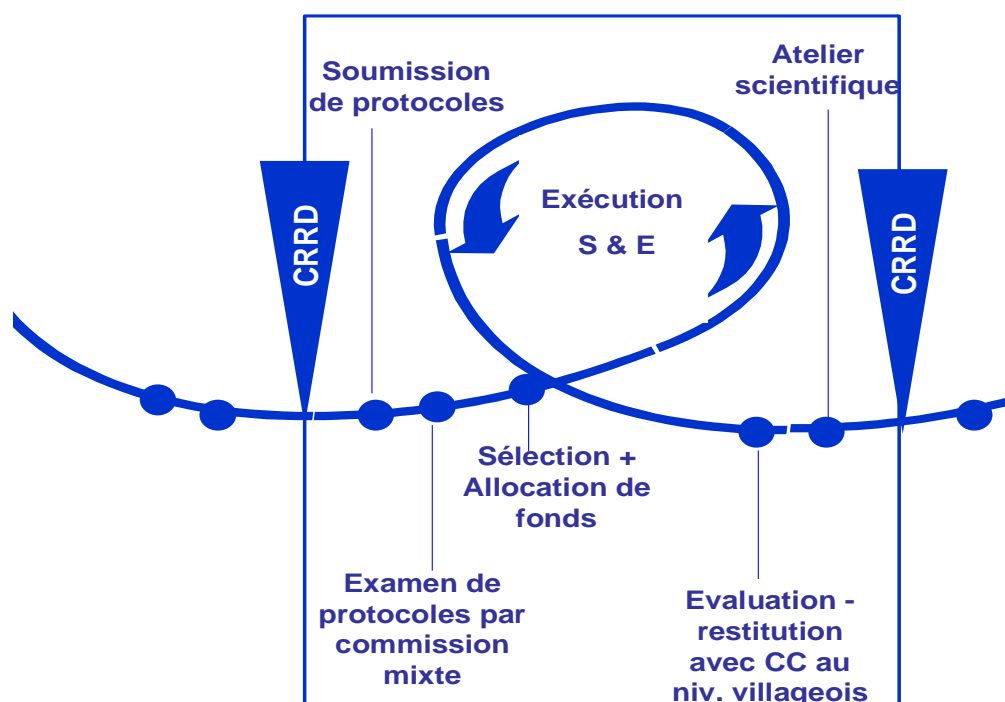 Soumission
de protocoles
Atelier
scientifique
CRRD
Exécution
S & E
CRRD
Sélection +
Allocation de
fonds
Examen de
protocoles par
commission
mixte
Evaluation -
restitution
avec CC au
niv. villageois